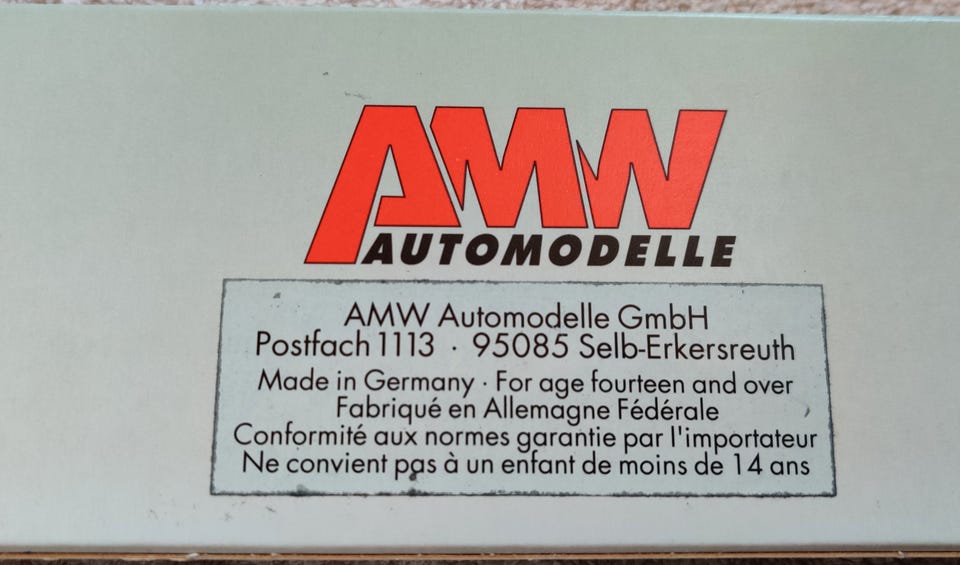 AMW
AUTOMODELLE
AMW Automodelle GmbH
Postfach 1113 · 95085 Selb-Erkersreuth
Made in Germany · For age fourteen and over
Fabriqué en Allemagne Fédérale
Conformité aux normes garantie par l'importateur
Ne convient pas à un enfant de moins de 14 ans